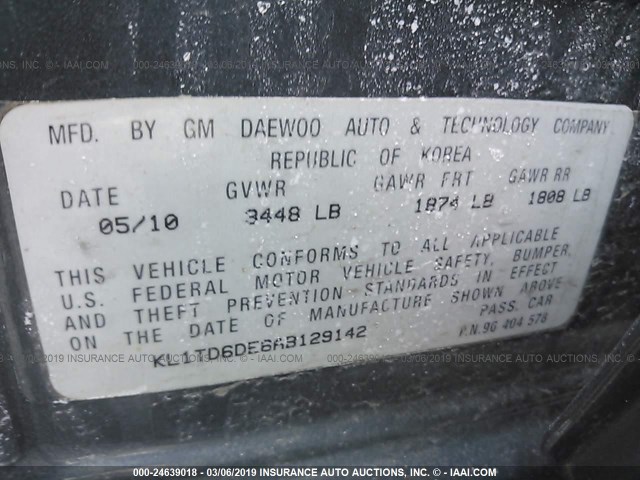 MFD. BY GM DAEWOO AUTO & TECHNOLOGY COMPANY
REPUBLIC OF KOREA
DATE GVWR GAWR FRT GAWR RR
05/10 3448 LB 1874 LB 1808 LB
THIS VEHICLE CONFORMS TO ALL APPLICABLE
U.S. FEDERAL MOTOR VEHICLE SAFETY, BUMPER,
AND THEFT PREVENTION STANDARDS IN EFFECT
ON THE DATE OF MANUFACTURE SHOWN ABOVE
PASS. CAR
KL1TD6DE6AB129142 P.N.96 404 578
000-24639018 - 03/06/2019 INSURANCE AUTO AUCTIONS, INC. - IAAI.COM